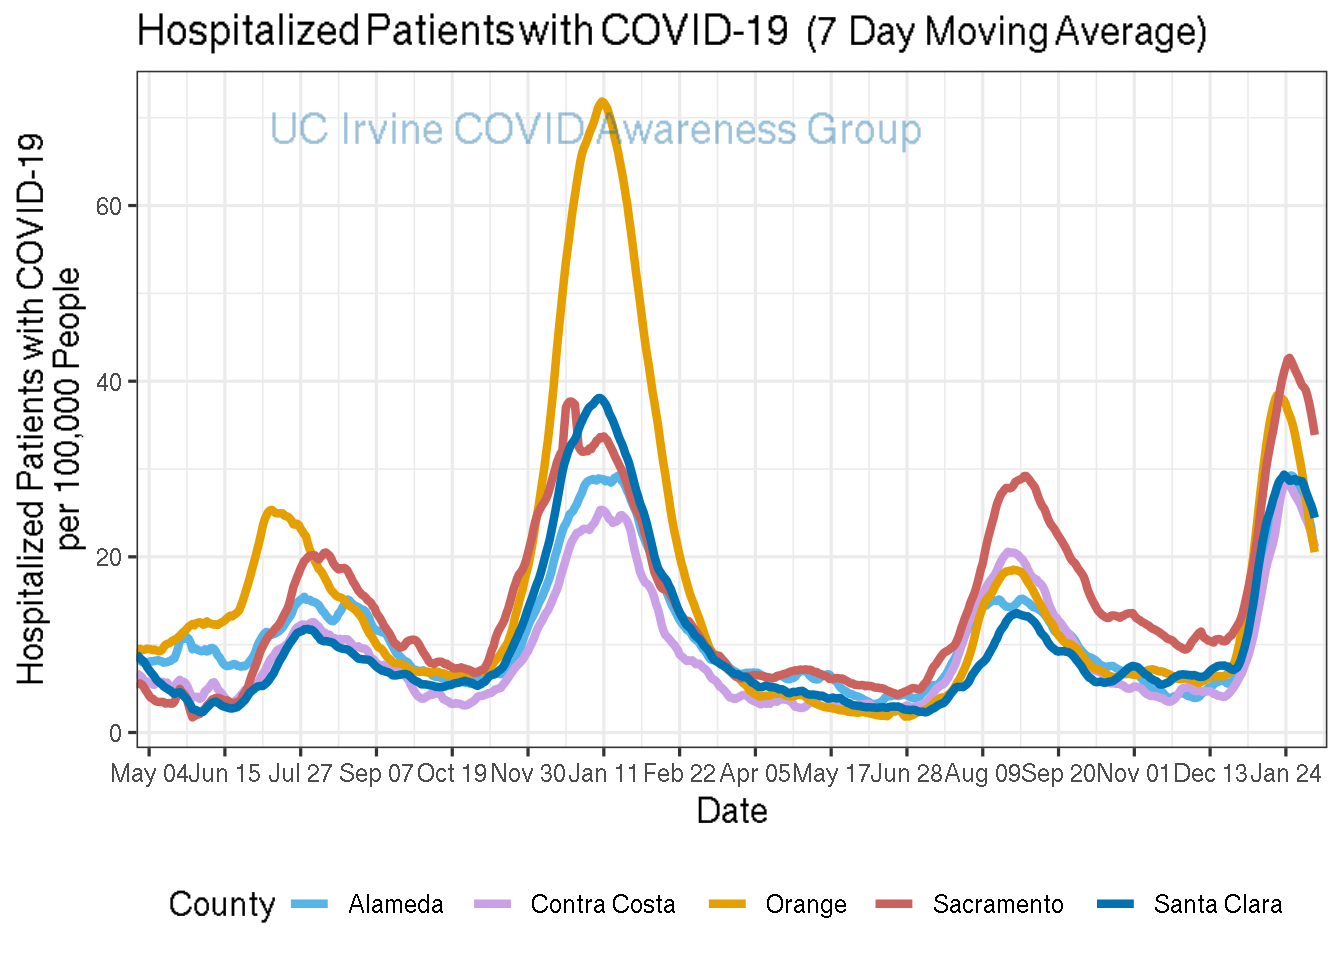 Hospitalized Patients with COVID-19 (7 Day Moving Average)
UC Irvine COVID Awareness Group
Hospitalized Patients with COVID-19
per 100,000 People
60
40
20
0
May 04 Jun 15 Jul 27 Sep 07 Oct 19 Nov 30 Jan 11 Feb 22 Apr 05 May 17 Jun 28 Aug 09 Sep 20 Nov 01 Dec 13 Jan 24
Date
County Alameda Contra Costa Orange Sacramento Santa Clara